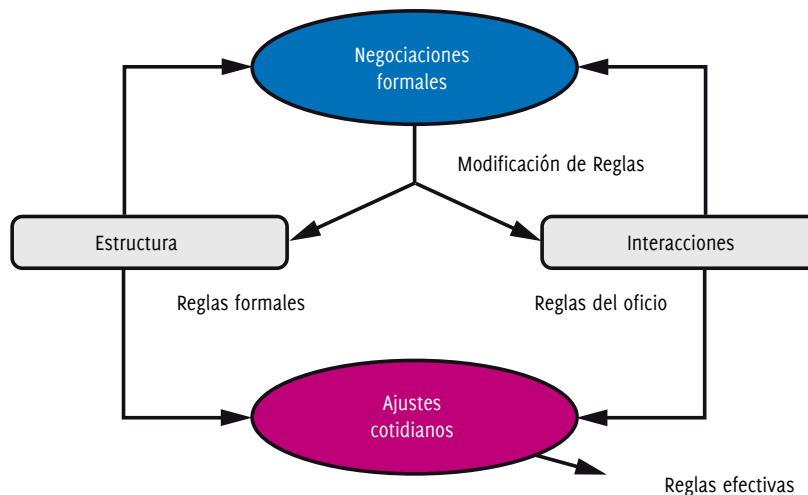 Negociaciones
formales
Modificación de Reglas
Estructura
Interacciones
Reglas formales
Reglas del oficio
Ajustes
cotidianos
Reglas efectivas